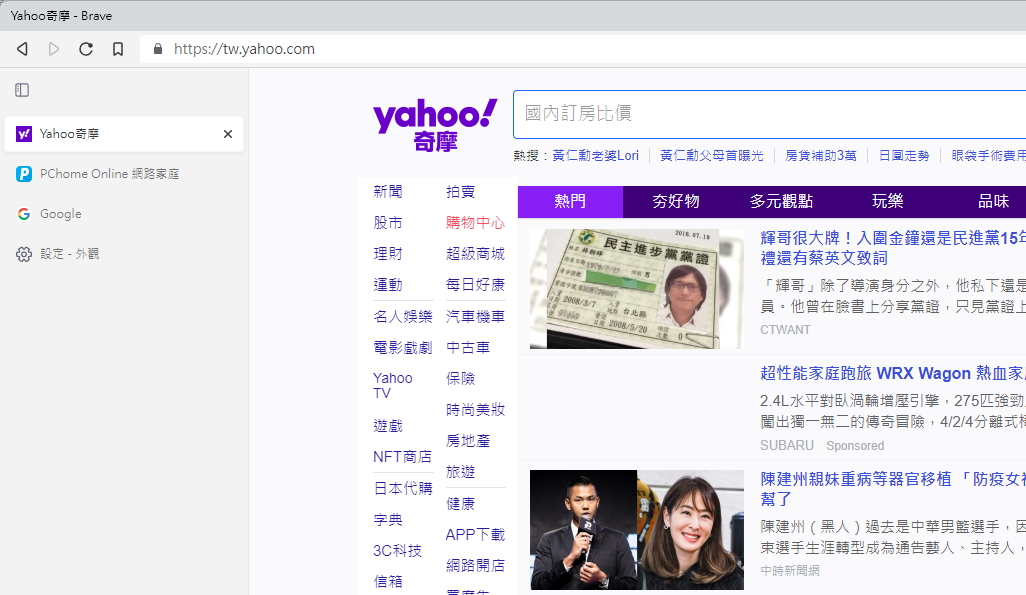 Yahoo奇摩 - Brave
https://tw.yahoo.com
Yahoo奇摩
PChome Online 網路家庭
Google
設定 - 外觀
yahoo!
奇摩
國內訂房比價
熱搜：黃仁勳老婆Lori 黃仁勳父母首曝光 房貸補助3萬 日圓走勢 眼袋手術費用
新聞 拍賣
股市 購物中心
理財 超級商城
運動 每日好康
名人娛樂 汽車機車
電影戲劇 中古車
Yahoo TV 保險
遊戲 時尚美妝
NFT商店 房地產
日本代購 旅遊
字典 健康
3C科技 APP下載
信箱 網路開店
熱門 夯好物 多元觀點 玩樂 品味
2016.07.19
民主進步黨黨證
2008/3/7
台北縣
2008/5/20
0
輝哥很大牌！入圍金鐘還是民進黨15年
禮還有蔡英文致詞
「輝哥」除了導演身分之外，他私下還是
員。他曾在臉書上分享黨證，只見黨證上
CTWANT
超性能家庭跑旅 WRX Wagon 熱血家
2.4L水平對臥渦輪增壓引擎，275匹強勁
闖出獨一無二的傳奇冒險，4/2/4分離式
SUBARU Sponsored
陳建州親妹重病等器官移植 「防疫女神
幫了
陳建州（黑人）過去是中華男籃選手，因
束選手生涯轉型成為通告藝人、主持人，
中時新聞網